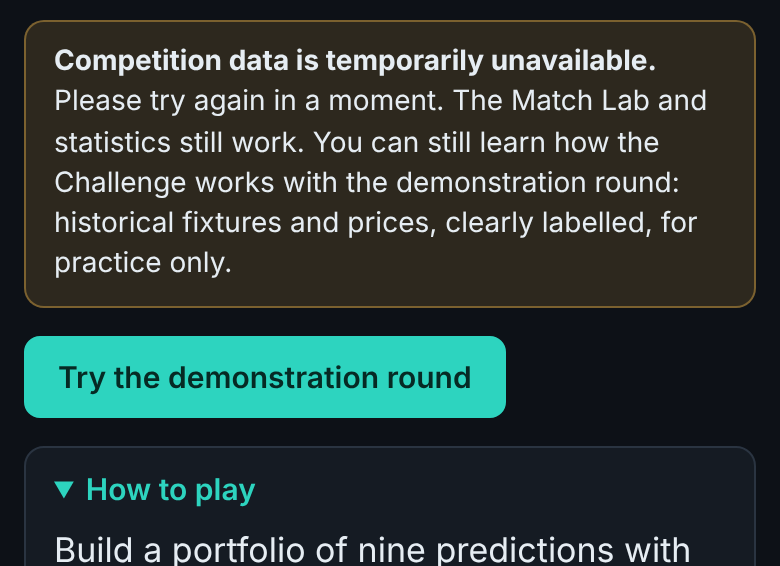 Competition data is temporarily unavailable.
Please try again in a moment. The Match Lab and
statistics still work. You can still learn how the
Challenge works with the demonstration round:
historical fixtures and prices, clearly labelled, for
practice only.
Try the demonstration round
▼ How to play
Build a portfolio of nine predictions with